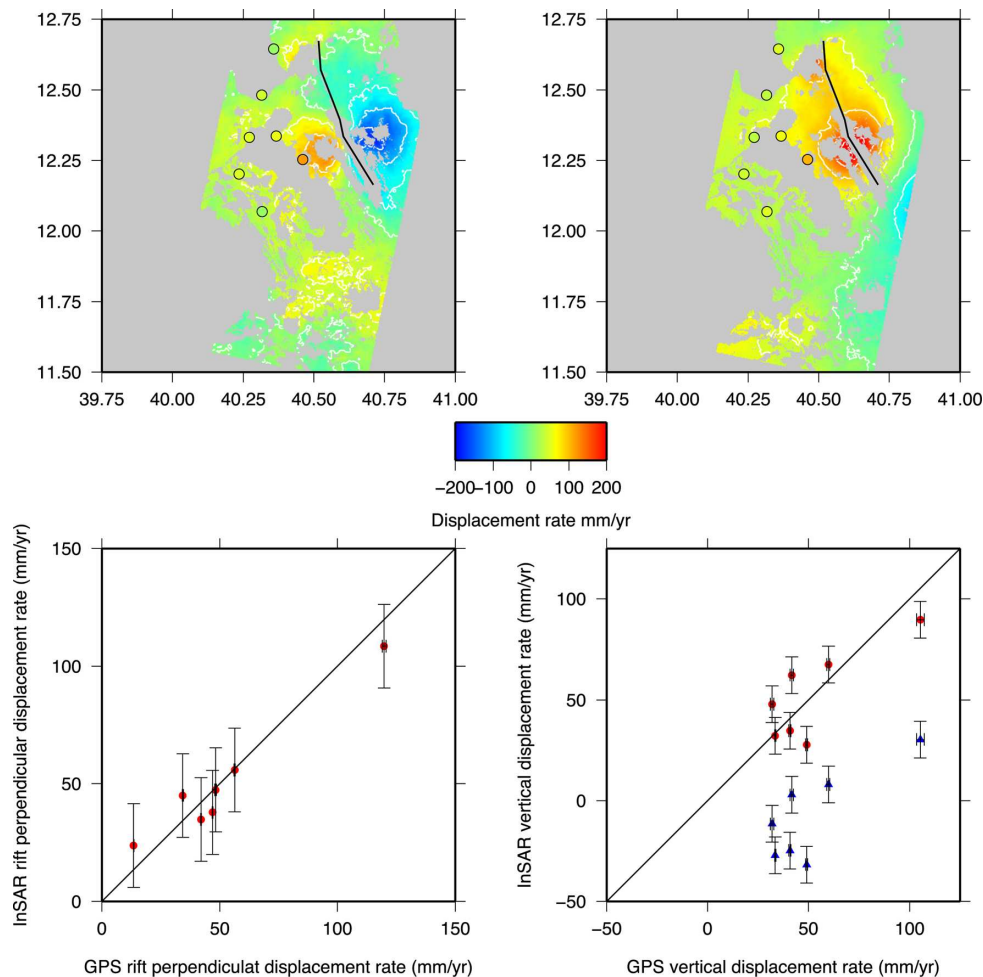 12.75
12.50
12.25
12.00
11.75
11.50
39.75 40.00 40.25 40.50 40.75 41.00
12.75
12.50
12.25
12.00
11.75
11.50
39.75 40.00 40.25 40.50 40.75 41.00
−200 −100 0 100 200
Displacement rate mm/yr
InSAR rift perpendicular displacement rate (mm/yr)
150
100
50
0
0 50 100 150
GPS rift perpendiculat displacement rate (mm/yr)
InSAR vertical displacement rate (mm/yr)
100
50
0
−50
−50 0 50 100
GPS vertical displacement rate (mm/yr)